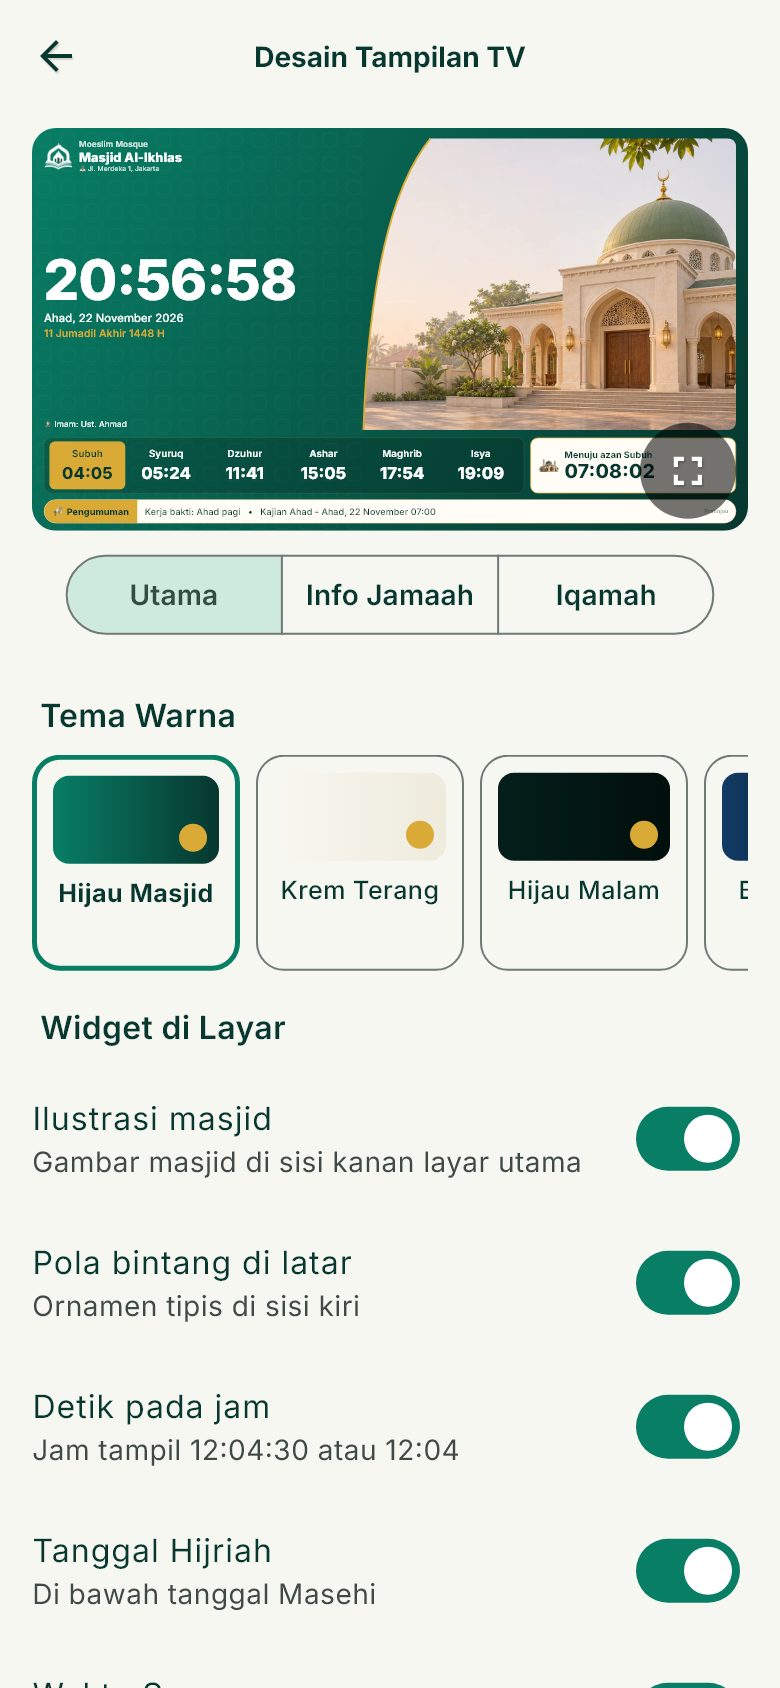 Desain Tampilan TV
Moeslim Mosque
Masjid Al-Ikhlas
Jl. Merdeka 1, Jakarta
20:56:58
Ahad, 22 November 2026
11 Jumadil Akhir 1448 H
Imam: Ust. Ahmad
Subuh Syuruq Dzuhur Ashar Maghrib Isya
04:05 05:24 11:41 15:05 17:54 19:09
Menuju azan Subuh
07:08:02
Pengumuman Kerja bakti: Ahad pagi • Kajian Ahad - Ahad, 22 November 07:00
Utama Info Jamaah Iqamah
Tema Warna
Hijau Masjid Krem Terang Hijau Malam
Widget di Layar
Ilustrasi masjid
Gambar masjid di sisi kanan layar utama
Pola bintang di latar
Ornamen tipis di sisi kiri
Detik pada jam
Jam tampil 12:04:30 atau 12:04
Tanggal Hijriah
Di bawah tanggal Masehi